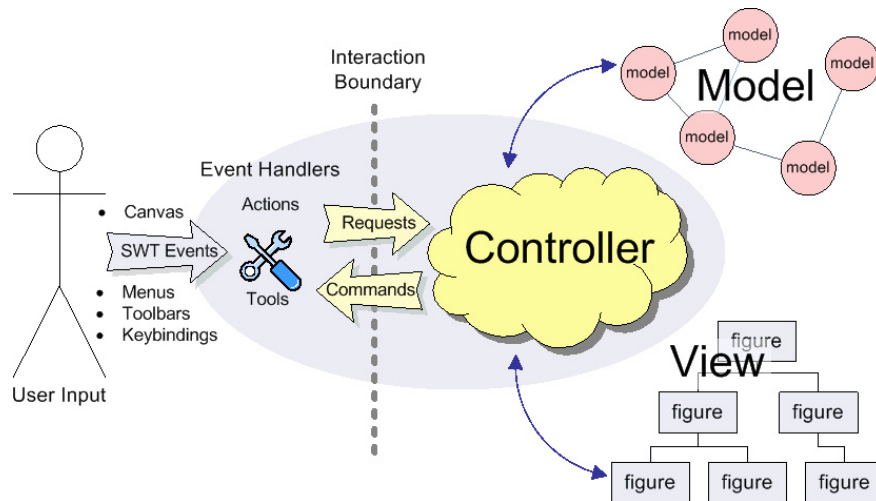 Interaction
Boundary
Event Handlers
Actions
Tools
Canvas
SWT Events
Menus
Toolbars
Keybindings
User Input
Requests
Commands
Controller
model
model
model
model
model
Model
figure
View
figure
figure
figure
figure
figure